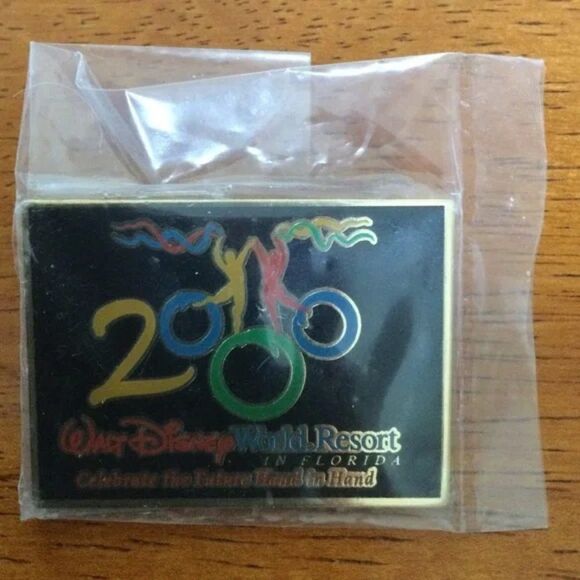 2000
Walt Disney World Resort
IN FLORIDA
Celebrate the Future Hand in Hand